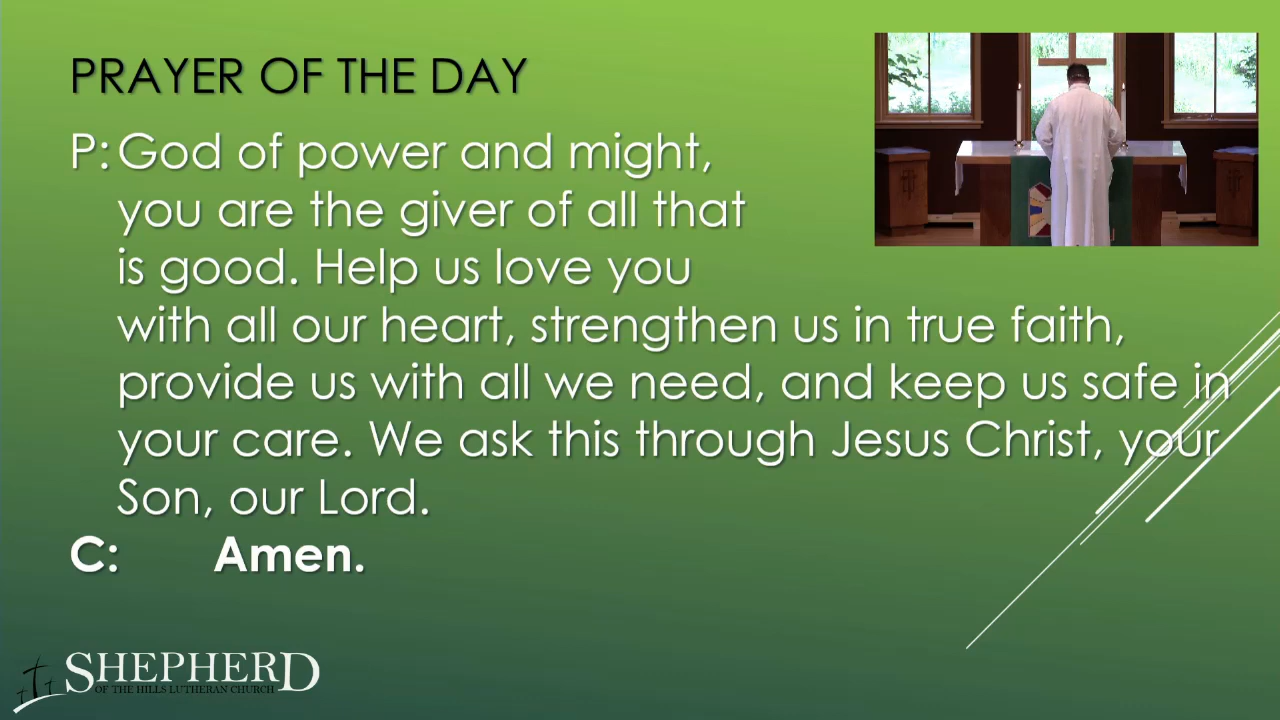 PRAYER OF THE DAY
P: God of power and might,
you are the giver of all that
is good. Help us love you
with all our heart, strengthen us in true faith,
provide us with all we need, and keep us safe in
your care. We ask this through Jesus Christ, your
Son, our Lord.
C: Amen.
SHEPHERD
OF THE HILLS LUTHERAN CHURCH